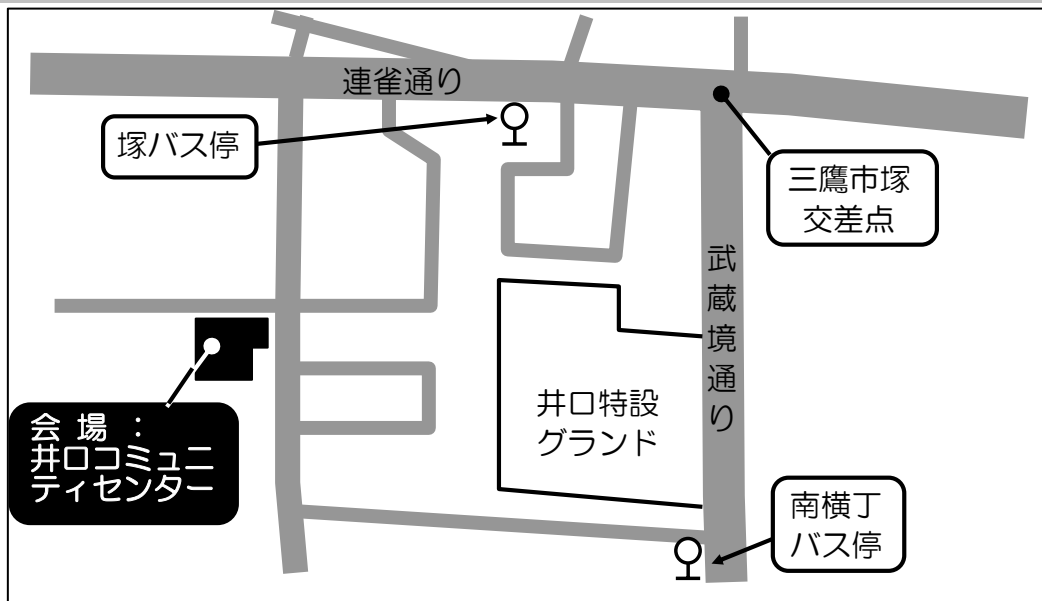 連雀通り
塚バス停
三鷹市塚
交差点
武蔵境通り
井口特設
グランド
会場：
井口コミュニ
ティセンター
南横丁
バス停